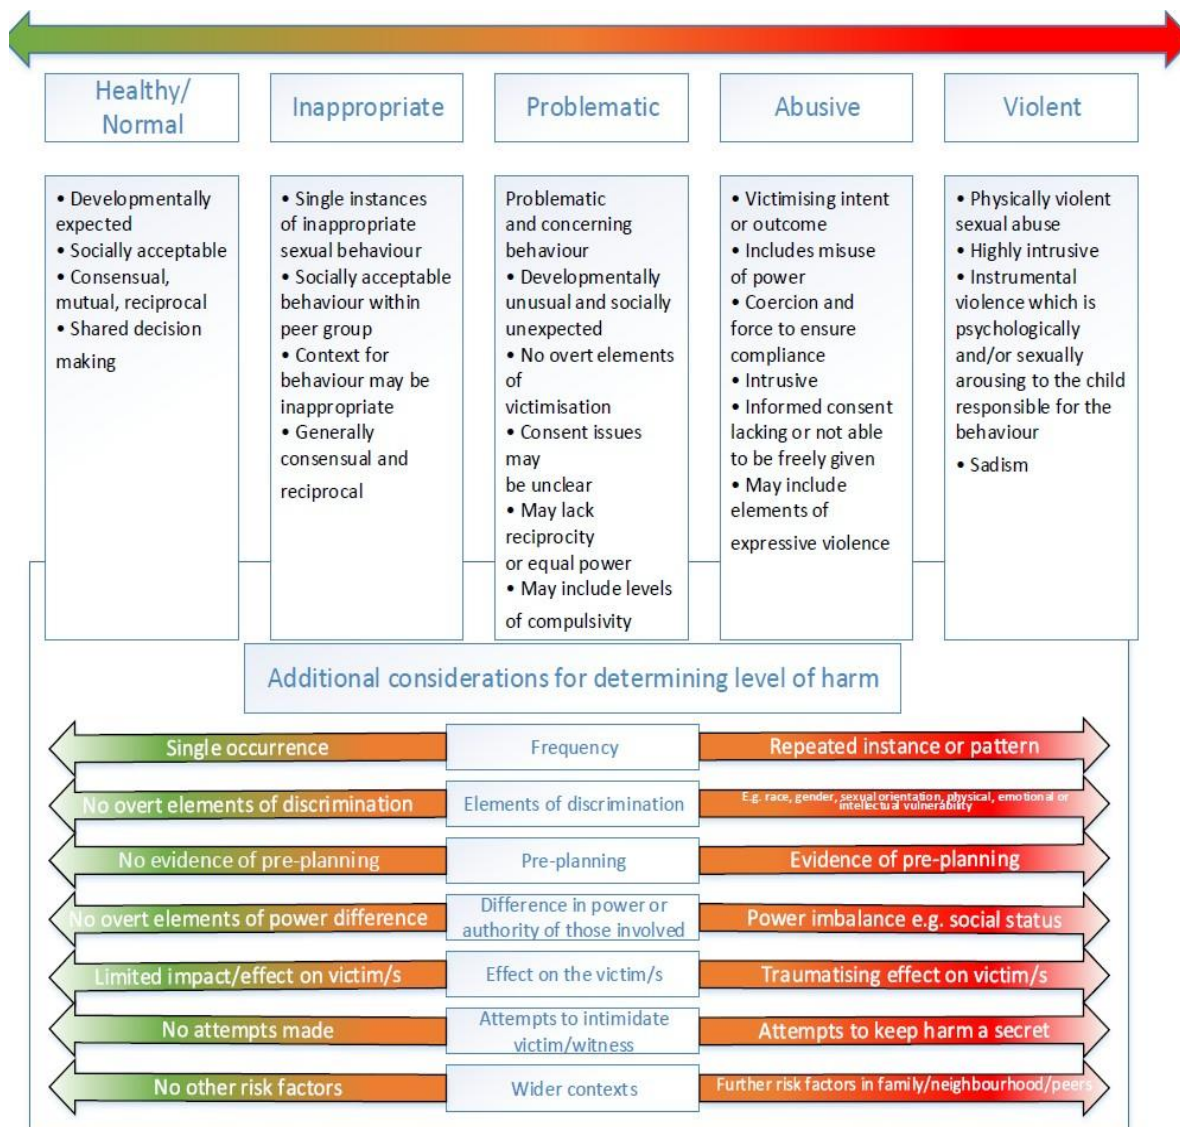 Healthy/
Normal
Inappropriate
Problematic
Abusive
Violent
• Developmentally
expected
• Socially acceptable
• Consensual,
mutual, reciprocal
• Shared decision
making
• Single instances
of inappropriate
sexual behaviour
• Socially acceptable
behaviour within
peer group
• Context for
behaviour may be
inappropriate
• Generally
consensual and
reciprocal
Problematic
and concerning
behaviour
• Developmentally
unusual and socially
unexpected
• No overt elements
of
victimisation
• Consent issues
may
be unclear
• May lack
reciprocity
or equal power
• May include levels
of compulsivity
• Victimising intent
or outcome
• Includes misuse
of power
• Coercion and
force to ensure
compliance
• Intrusive
• Informed consent
lacking or not able
to be freely given
• May include
elements of
expressive violence
• Physically violent
sexual abuse
• Highly intrusive
• Instrumental
violence which is
psychologically
and/or sexually
arousing to the child
responsible for the
behaviour
• Sadism
Additional considerations for determining level of harm
Single occurrence
Frequency
Repeated instance or pattern
No overt elements of discrimination
Elements of discrimination
E.g. race, gender, sexual orientation, physical, emotional or
intellectual vulnerability
No evidence of pre-planning
Pre-planning
Evidence of pre-planning
No overt elements of power difference
Difference in power or
authority of those involved
Power imbalance e.g. social status
Limited impact/effect on victim/s
Effect on the victim/s
Traumatising effect on victim/s
No attempts made
Attempts to intimidate
victim/witness
Attempts to keep harm a secret
No other risk factors
Wider contexts
Further risk factors in family/neighbourhood/peers